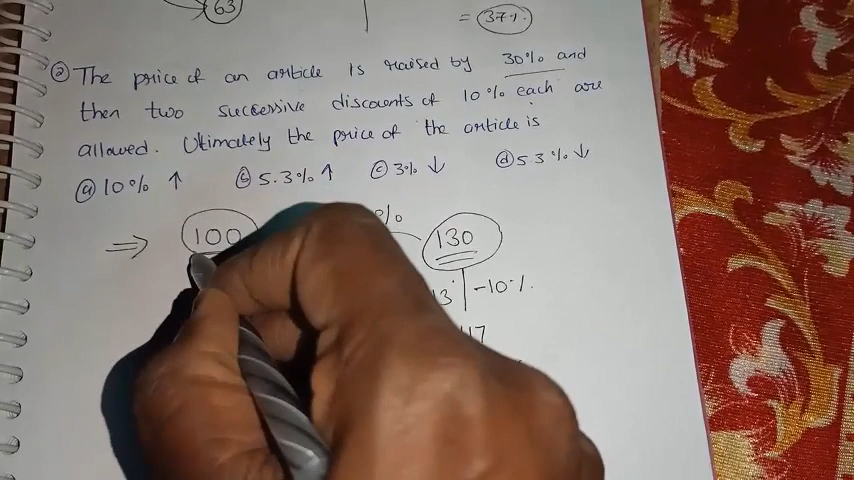 63
= 37%
② The price of an article is raised by 30% and
then two successive discounts of 10% each are
allowed. Ultimately the price of the article is
ⓐ 10% ↑ ⓑ 5.3% ↑ ⓒ 3% ↓ ⓓ 5 3% ↓
⇒ 100 % 130
13 -10%.
117